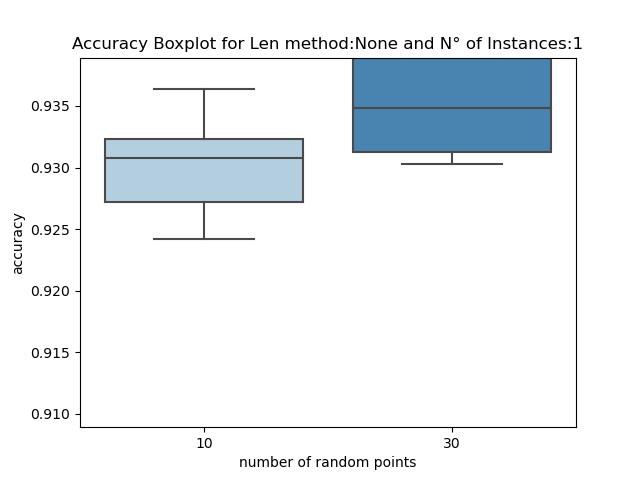 Accuracy Boxplot for Len method:None and N° of Instances:1
0.935
0.930
0.925
0.920
0.915
0.910
accuracy
10 30
number of random points